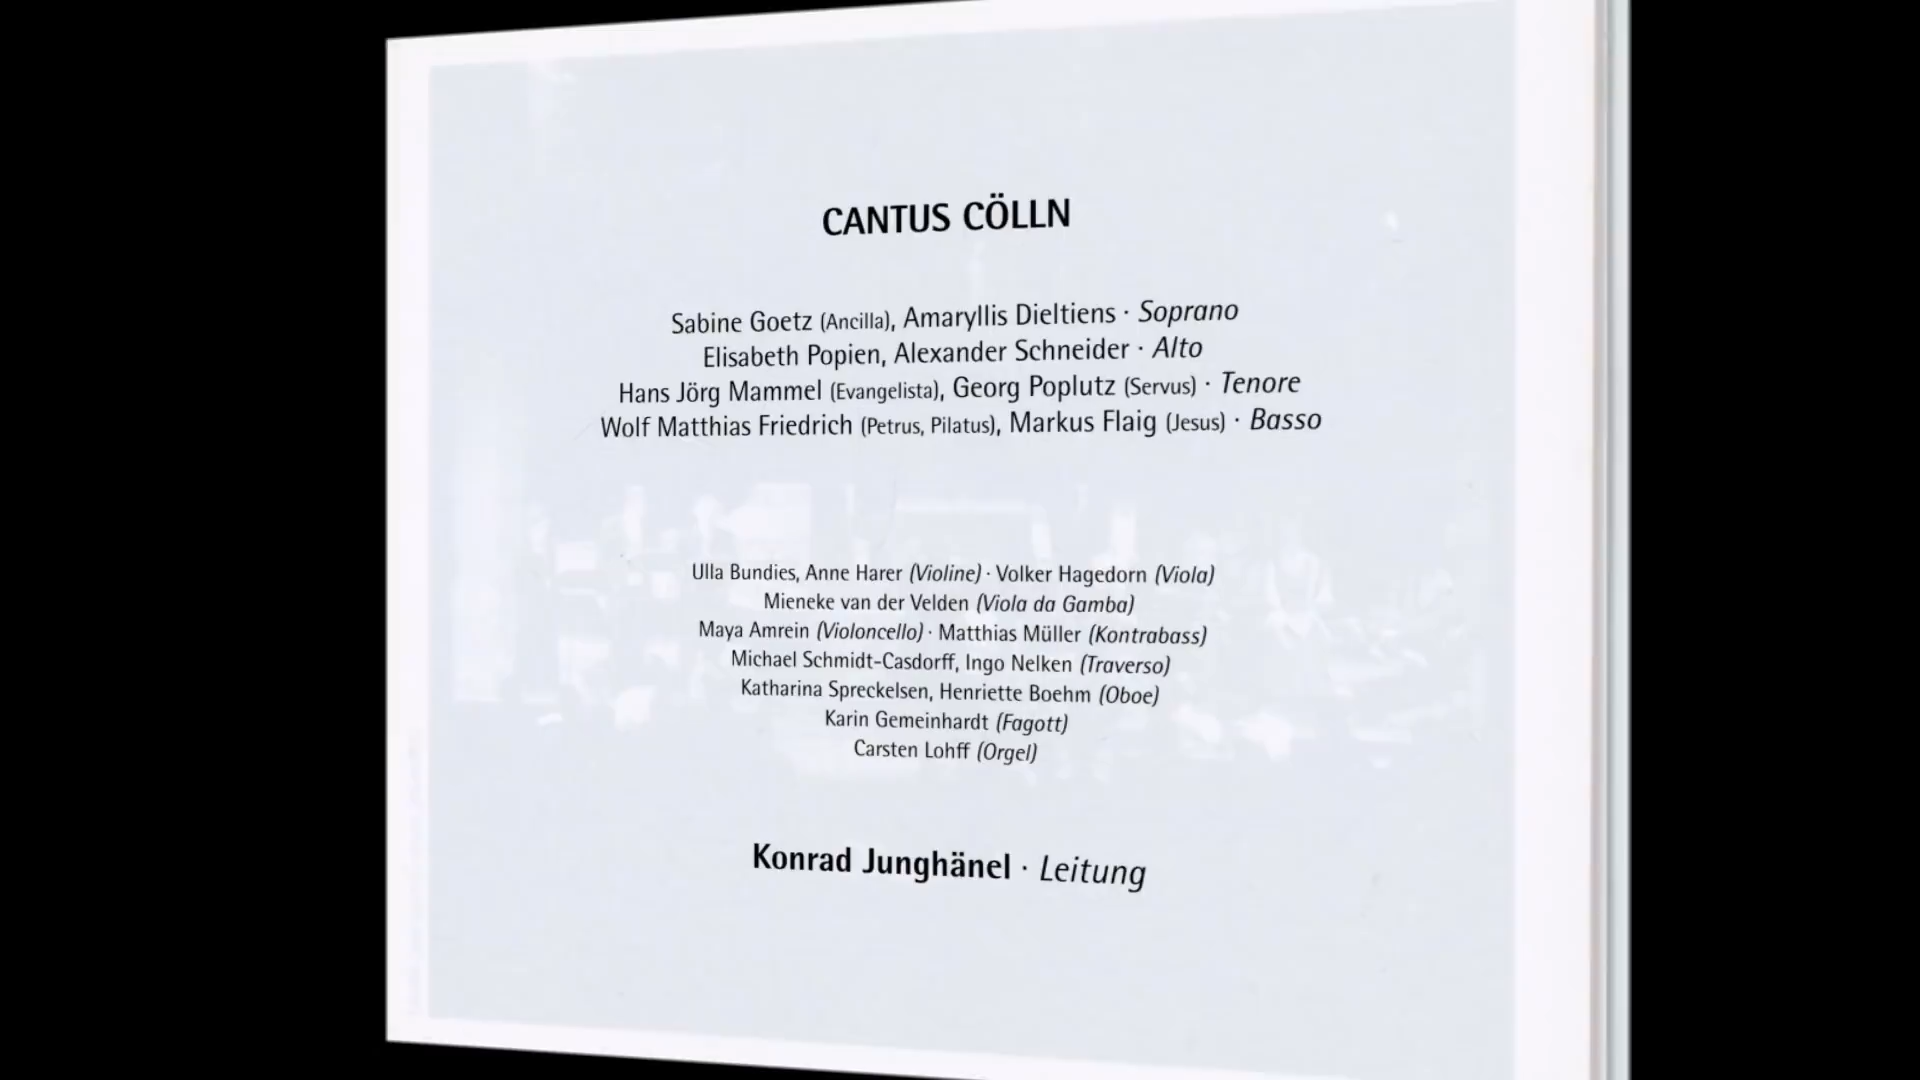 CANTUS CÖLLN
Sabine Goetz (Ancilla), Amaryllis Dieltiens · Soprano
Elisabeth Popien, Alexander Schneider · Alto
Hans Jörg Mammel (Evangelista), Georg Poplutz (Servus) · Tenore
Wolf Matthias Friedrich (Petrus, Pilatus), Markus Flaig (Jesus) · Basso
Ulla Bundies, Anne Harer (Violine) · Volker Hagedorn (Viola)
Mieneke van der Velden (Viola da Gamba)
Maya Amrein (Violoncello) · Matthias Müller (Kontrabass)
Michael Schmidt-Casdorff, Ingo Nelken (Traverso)
Katharina Spreckelsen, Henriette Boehm (Oboe)
Karin Gemeinhardt (Fagott)
Carsten Lohff (Orgel)
Konrad Junghänel · Leitung